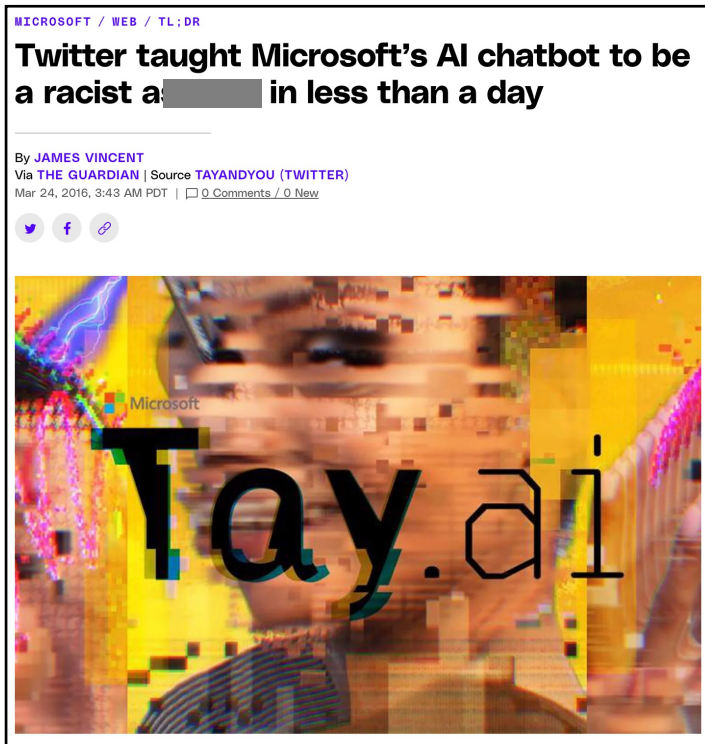 MICROSOFT / WEB / TL;DR
Twitter taught Microsoft's AI chatbot to be
a racist as in less than a day
By JAMES VINCENT
Via THE GUARDIAN | Source TAYANDYOU (TWITTER)
Mar 24, 2016, 3:43 AM PDT | 0 Comments / 0 New
Microsoft
Tay.ai